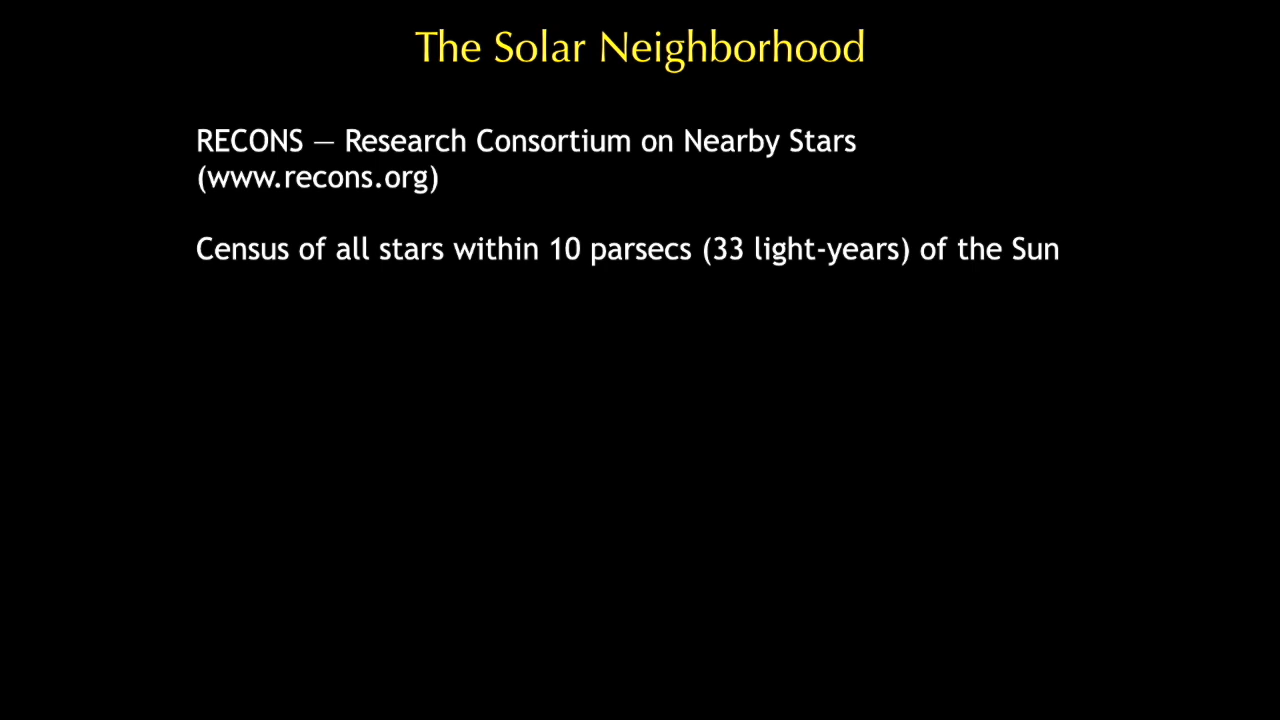 The Solar Neighborhood
RECONS — Research Consortium on Nearby Stars
(www.recons.org)
Census of all stars within 10 parsecs (33 light-years) of the Sun